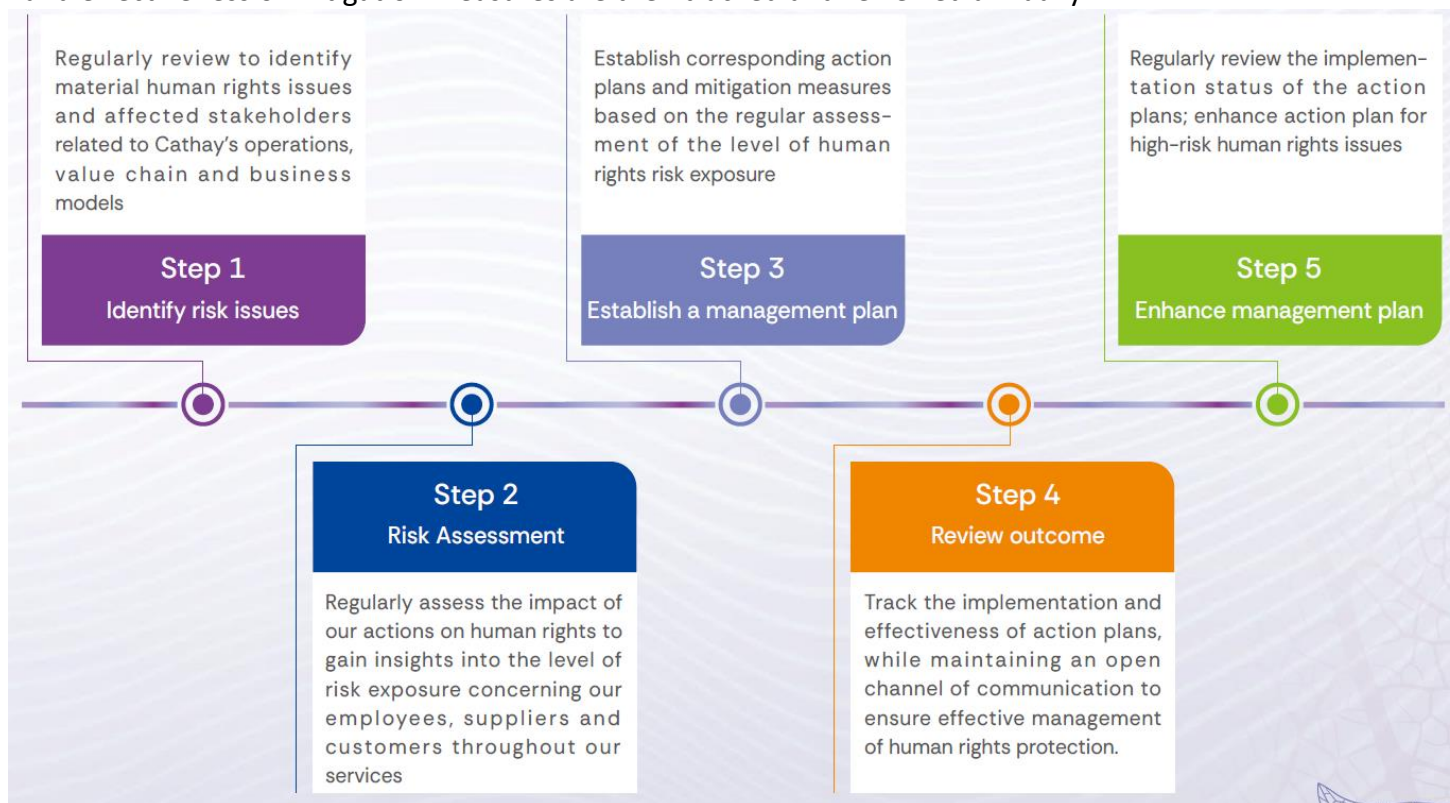 Regularly review to identify
material human rights issues
and affected stakeholders
related to Cathay's operations,
value chain and business
models
Step 1
Identify risk issues
Step 2
Risk Assessment
Regularly assess the impact of
our actions on human rights to
gain insights into the level of
risk exposure concerning our
employees, suppliers and
customers throughout our
services
Establish corresponding action
plans and mitigation measures
based on the regular assess-
ment of the level of human
rights risk exposure
Step 3
Establish a management plan
Step 4
Review outcome
Track the implementation and
effectiveness of action plans,
while maintaining an open
channel of communication to
ensure effective management
of human rights protection.
Regularly review the implemen-
tation status of the action
plans; enhance action plan for
high-risk human rights issues
Step 5
Enhance management plan